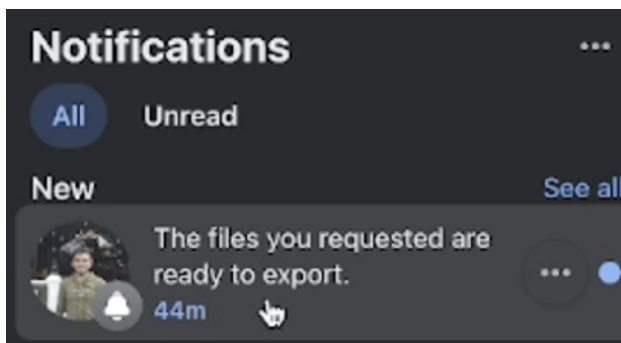 Notifications
All Unread
New See all
The files you requested are
ready to export.
44m